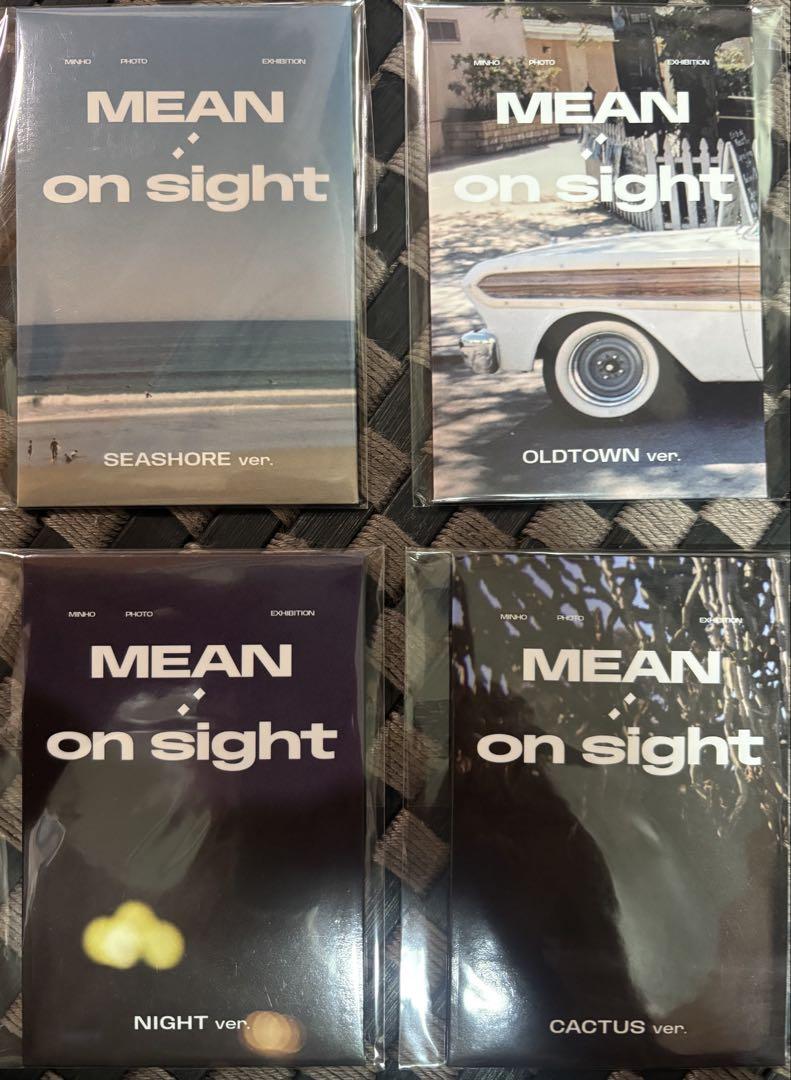 MINHO PHOTO EXHIBITION
MEAN
:
on sight
SEASHORE ver.
MINHO PHOTO EXHIBITION
MEAN
:
on sight
OLDTOWN ver.
MINHO PHOTO EXHIBITION
MEAN
:
on sight
NIGHT ver.
MINHO PHOTO EXHIBITION
MEAN
:
on sight
CACTUS ver.